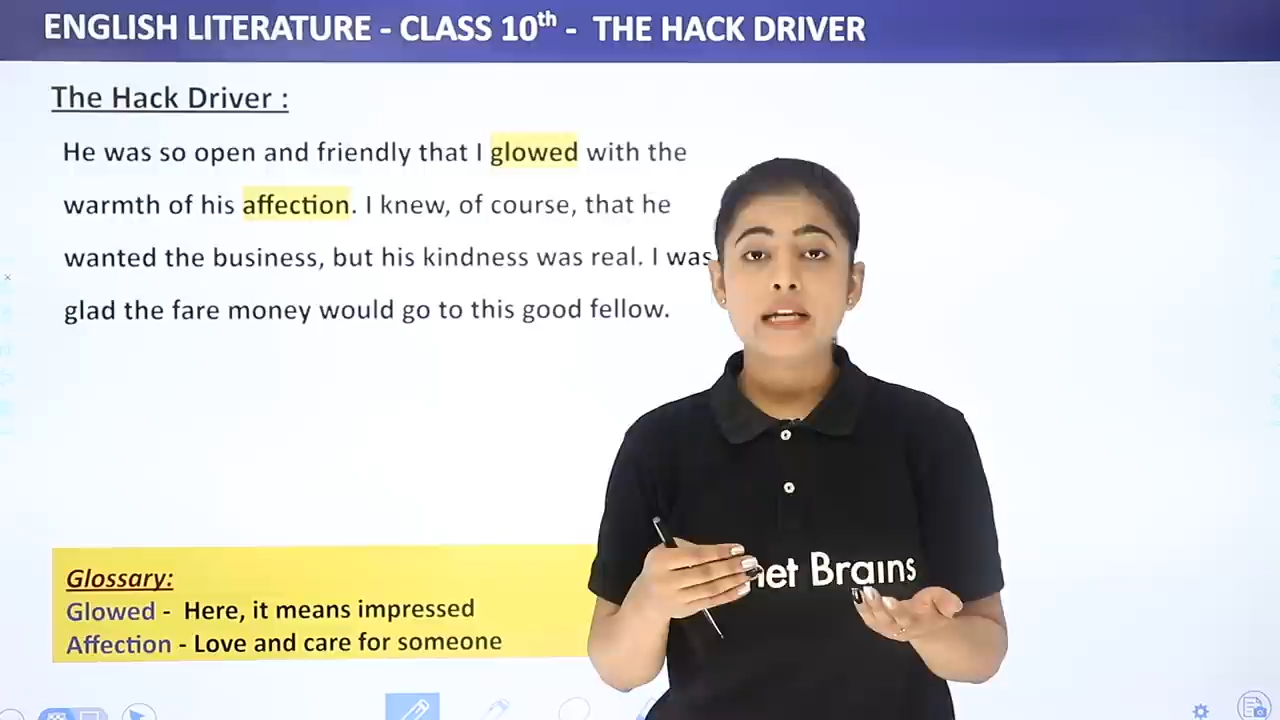 ENGLISH LITERATURE - CLASS 10th - THE HACK DRIVER
The Hack Driver :
He was so open and friendly that I glowed with the
warmth of his affection. I knew, of course, that he
wanted the business, but his kindness was real. I was
glad the fare money would go to this good fellow.
net Brains
Glossary:
Glowed - Here, it means impressed
Affection - Love and care for someone